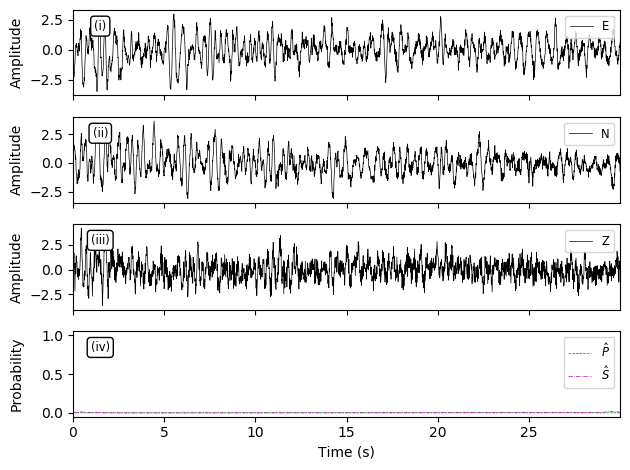 (i)
E
Amplitude
2.5
0.0
−2.5
(ii)
N
Amplitude
2.5
0.0
−2.5
(iii)
Z
Amplitude
2.5
0.0
−2.5
(iv)
P̂
Ŝ
Probability
1.0
0.5
0.0
0 5 10 15 20 25
Time (s)